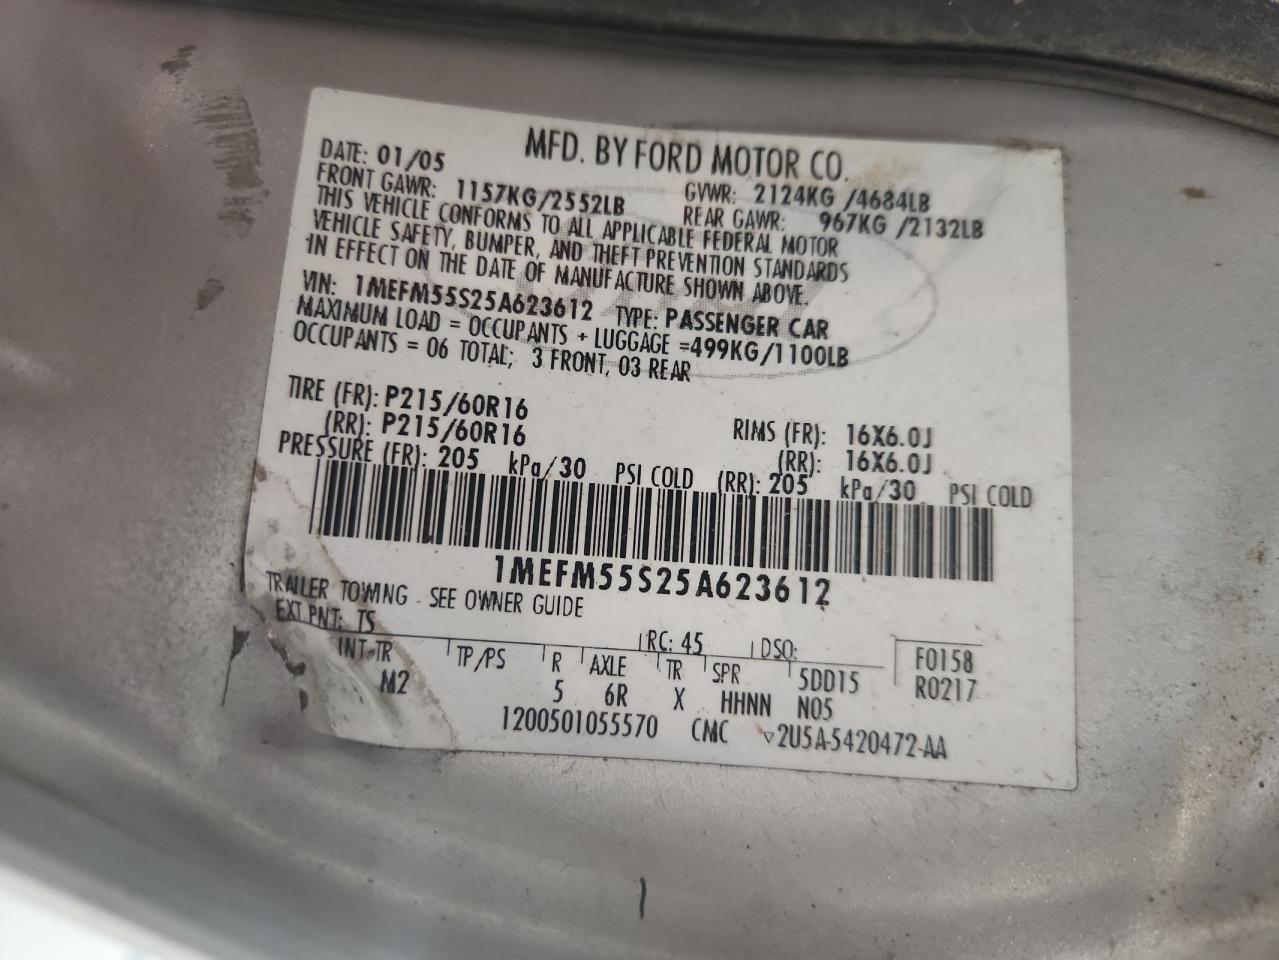 MFD. BY FORD MOTOR CO.
DATE: 01/05 GVWR: 2124KG /4684LB
FRONT GAWR: 1157KG/2552LB REAR GAWR: 967KG /2132LB
THIS VEHICLE CONFORMS TO ALL APPLICABLE FEDERAL MOTOR
VEHICLE SAFETY, BUMPER, AND THEFT PREVENTION STANDARDS
IN EFFECT ON THE DATE OF MANUFACTURE SHOWN ABOVE.
VIN: 1MEFM55S25A623612 TYPE: PASSENGER CAR
MAXIMUM LOAD = OCCUPANTS + LUGGAGE =499KG/1100LB
OCCUPANTS = 06 TOTAL; 3 FRONT, 03 REAR
TIRE (FR): P215/60R16 RIMS (FR): 16X6.0J
(RR): P215/60R16 (RR): 16X6.0J
PRESSURE (FR): 205 kPa/30 PSI COLD (RR): 205 kPa/30 PSI COLD
1MEFM55S25A623612
TRAILER TOWING - SEE OWNER GUIDE
EXT PNT: TS RC: 45 DSO: F0158
INT TR TP/PS R AXLE TR SPR 5DD15 R0217
M2 5 6R X HHNN N05
1200501055570 CMC ▽2U5A-5420472-AA